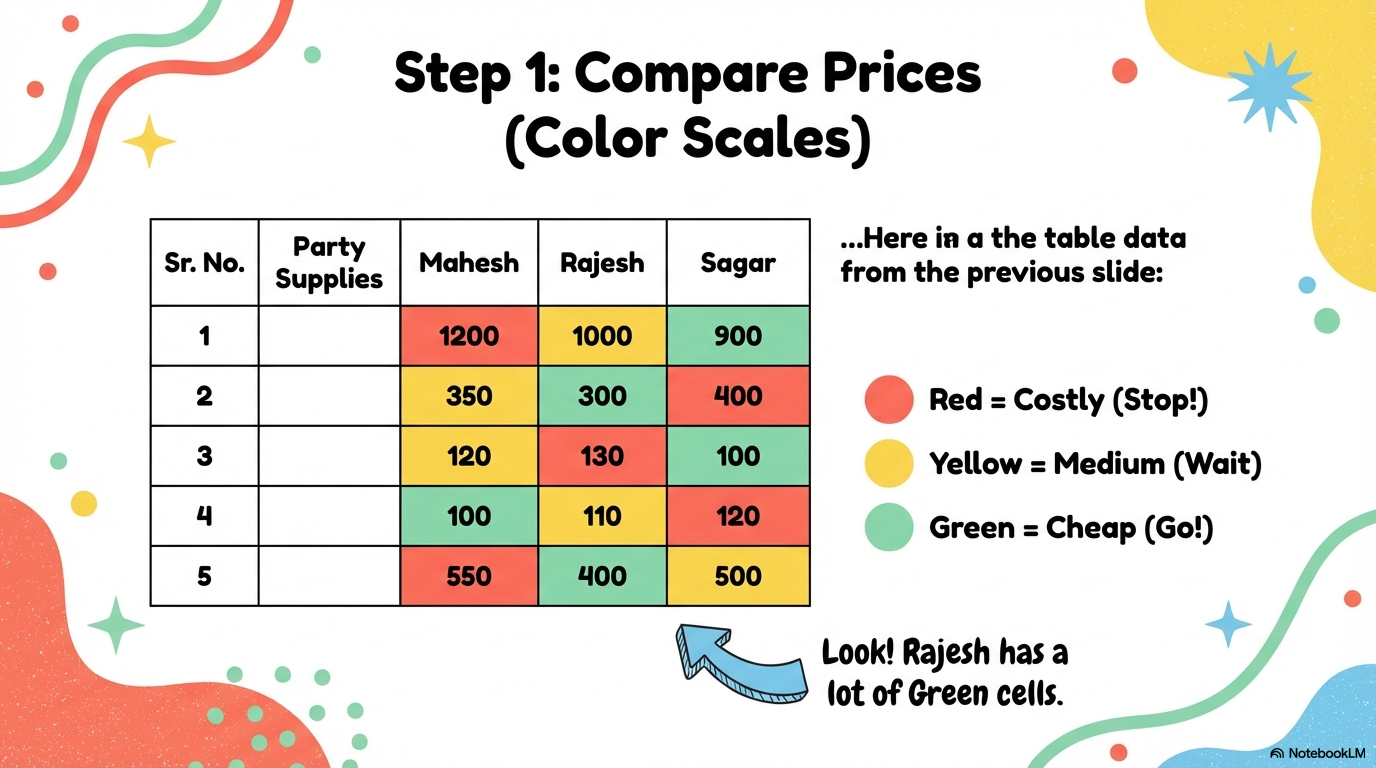 Step 1: Compare Prices
(Color Scales)
Sr. No. Party Supplies Mahesh Rajesh Sagar
1 1200 1000 900
2 350 300 400
3 120 130 100
4 100 110 120
5 550 400 500
...Here in a the table data
from the previous slide:
Red = Costly (Stop!)
Yellow = Medium (Wait)
Green = Cheap (Go!)
Look! Rajesh has a
lot of Green cells.
NotebookLM